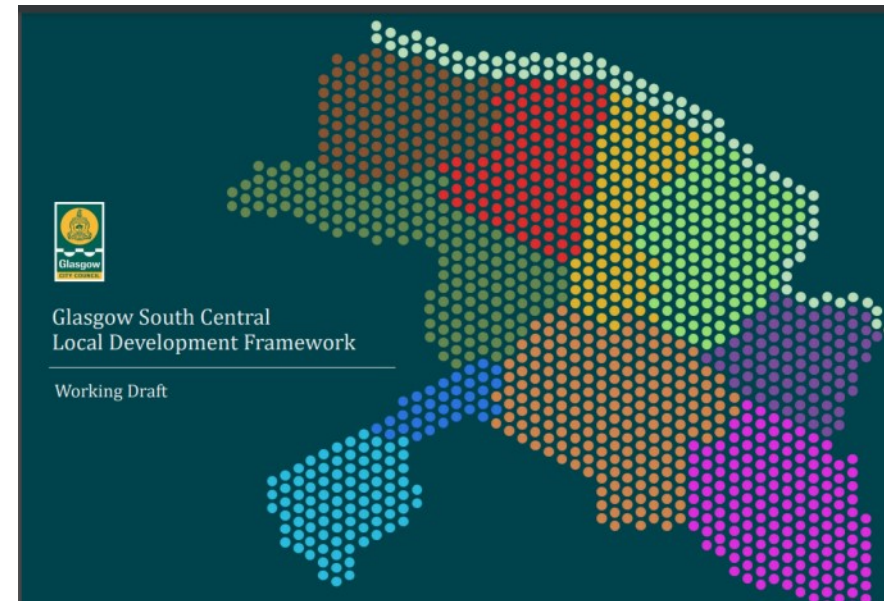 Glasgow
CITY COUNCIL
Glasgow South Central
Local Development Framework
Working Draft